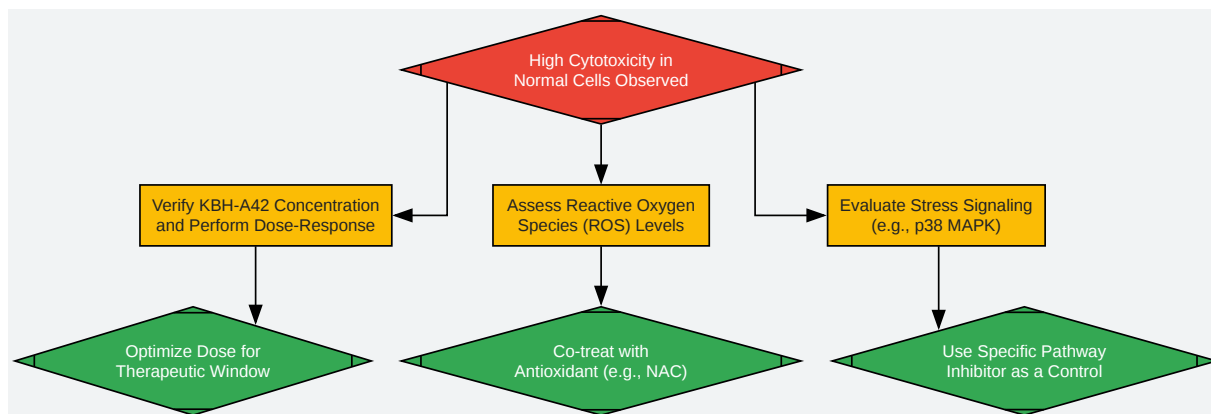 High Cytotoxicity in
Normal Cells Observed
Verify KBH-A42 Concentration
and Perform Dose-Response
Assess Reactive Oxygen
Species (ROS) Levels
Evaluate Stress Signaling
(e.g., p38 MAPK)
Optimize Dose for
Therapeutic Window
Co-treat with
Antioxidant (e.g., NAC)
Use Specific Pathway
Inhibitor as a Control